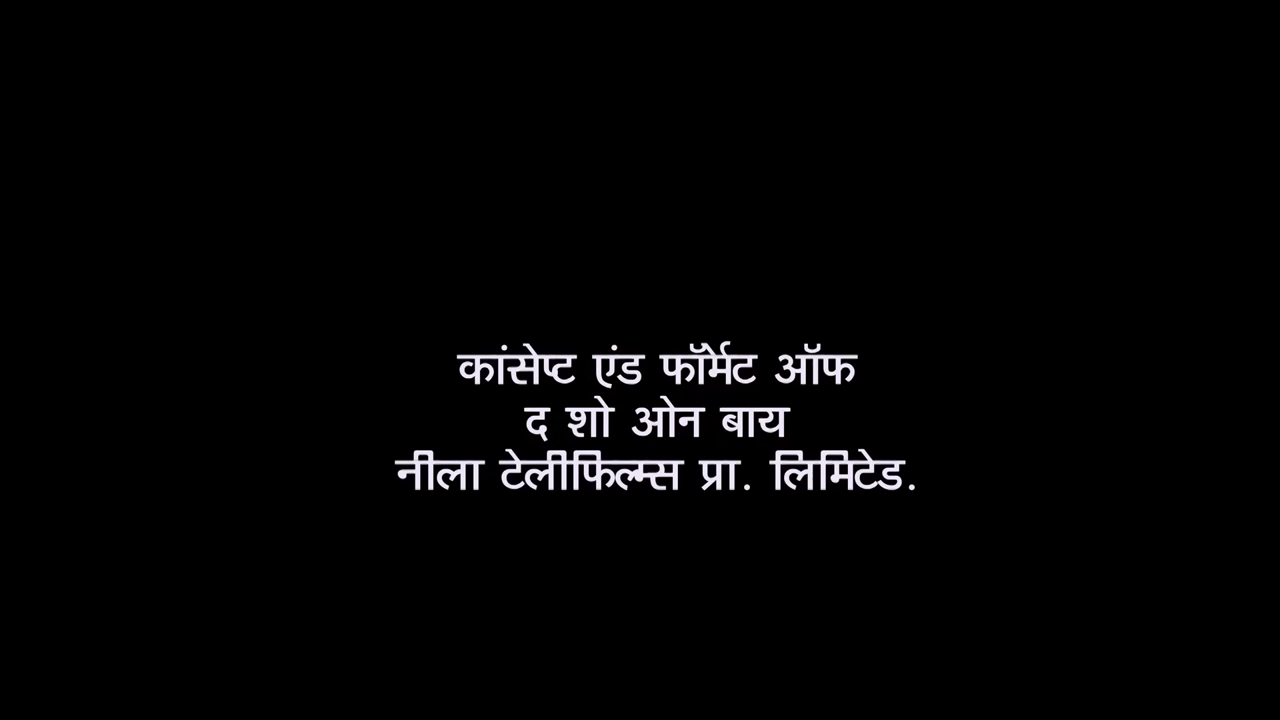 कांसेप्ट एंड फॉर्मेट ऑफ
द शो ओन बाय
नीला टेलीफिल्म्स प्रा. लिमिटेड.